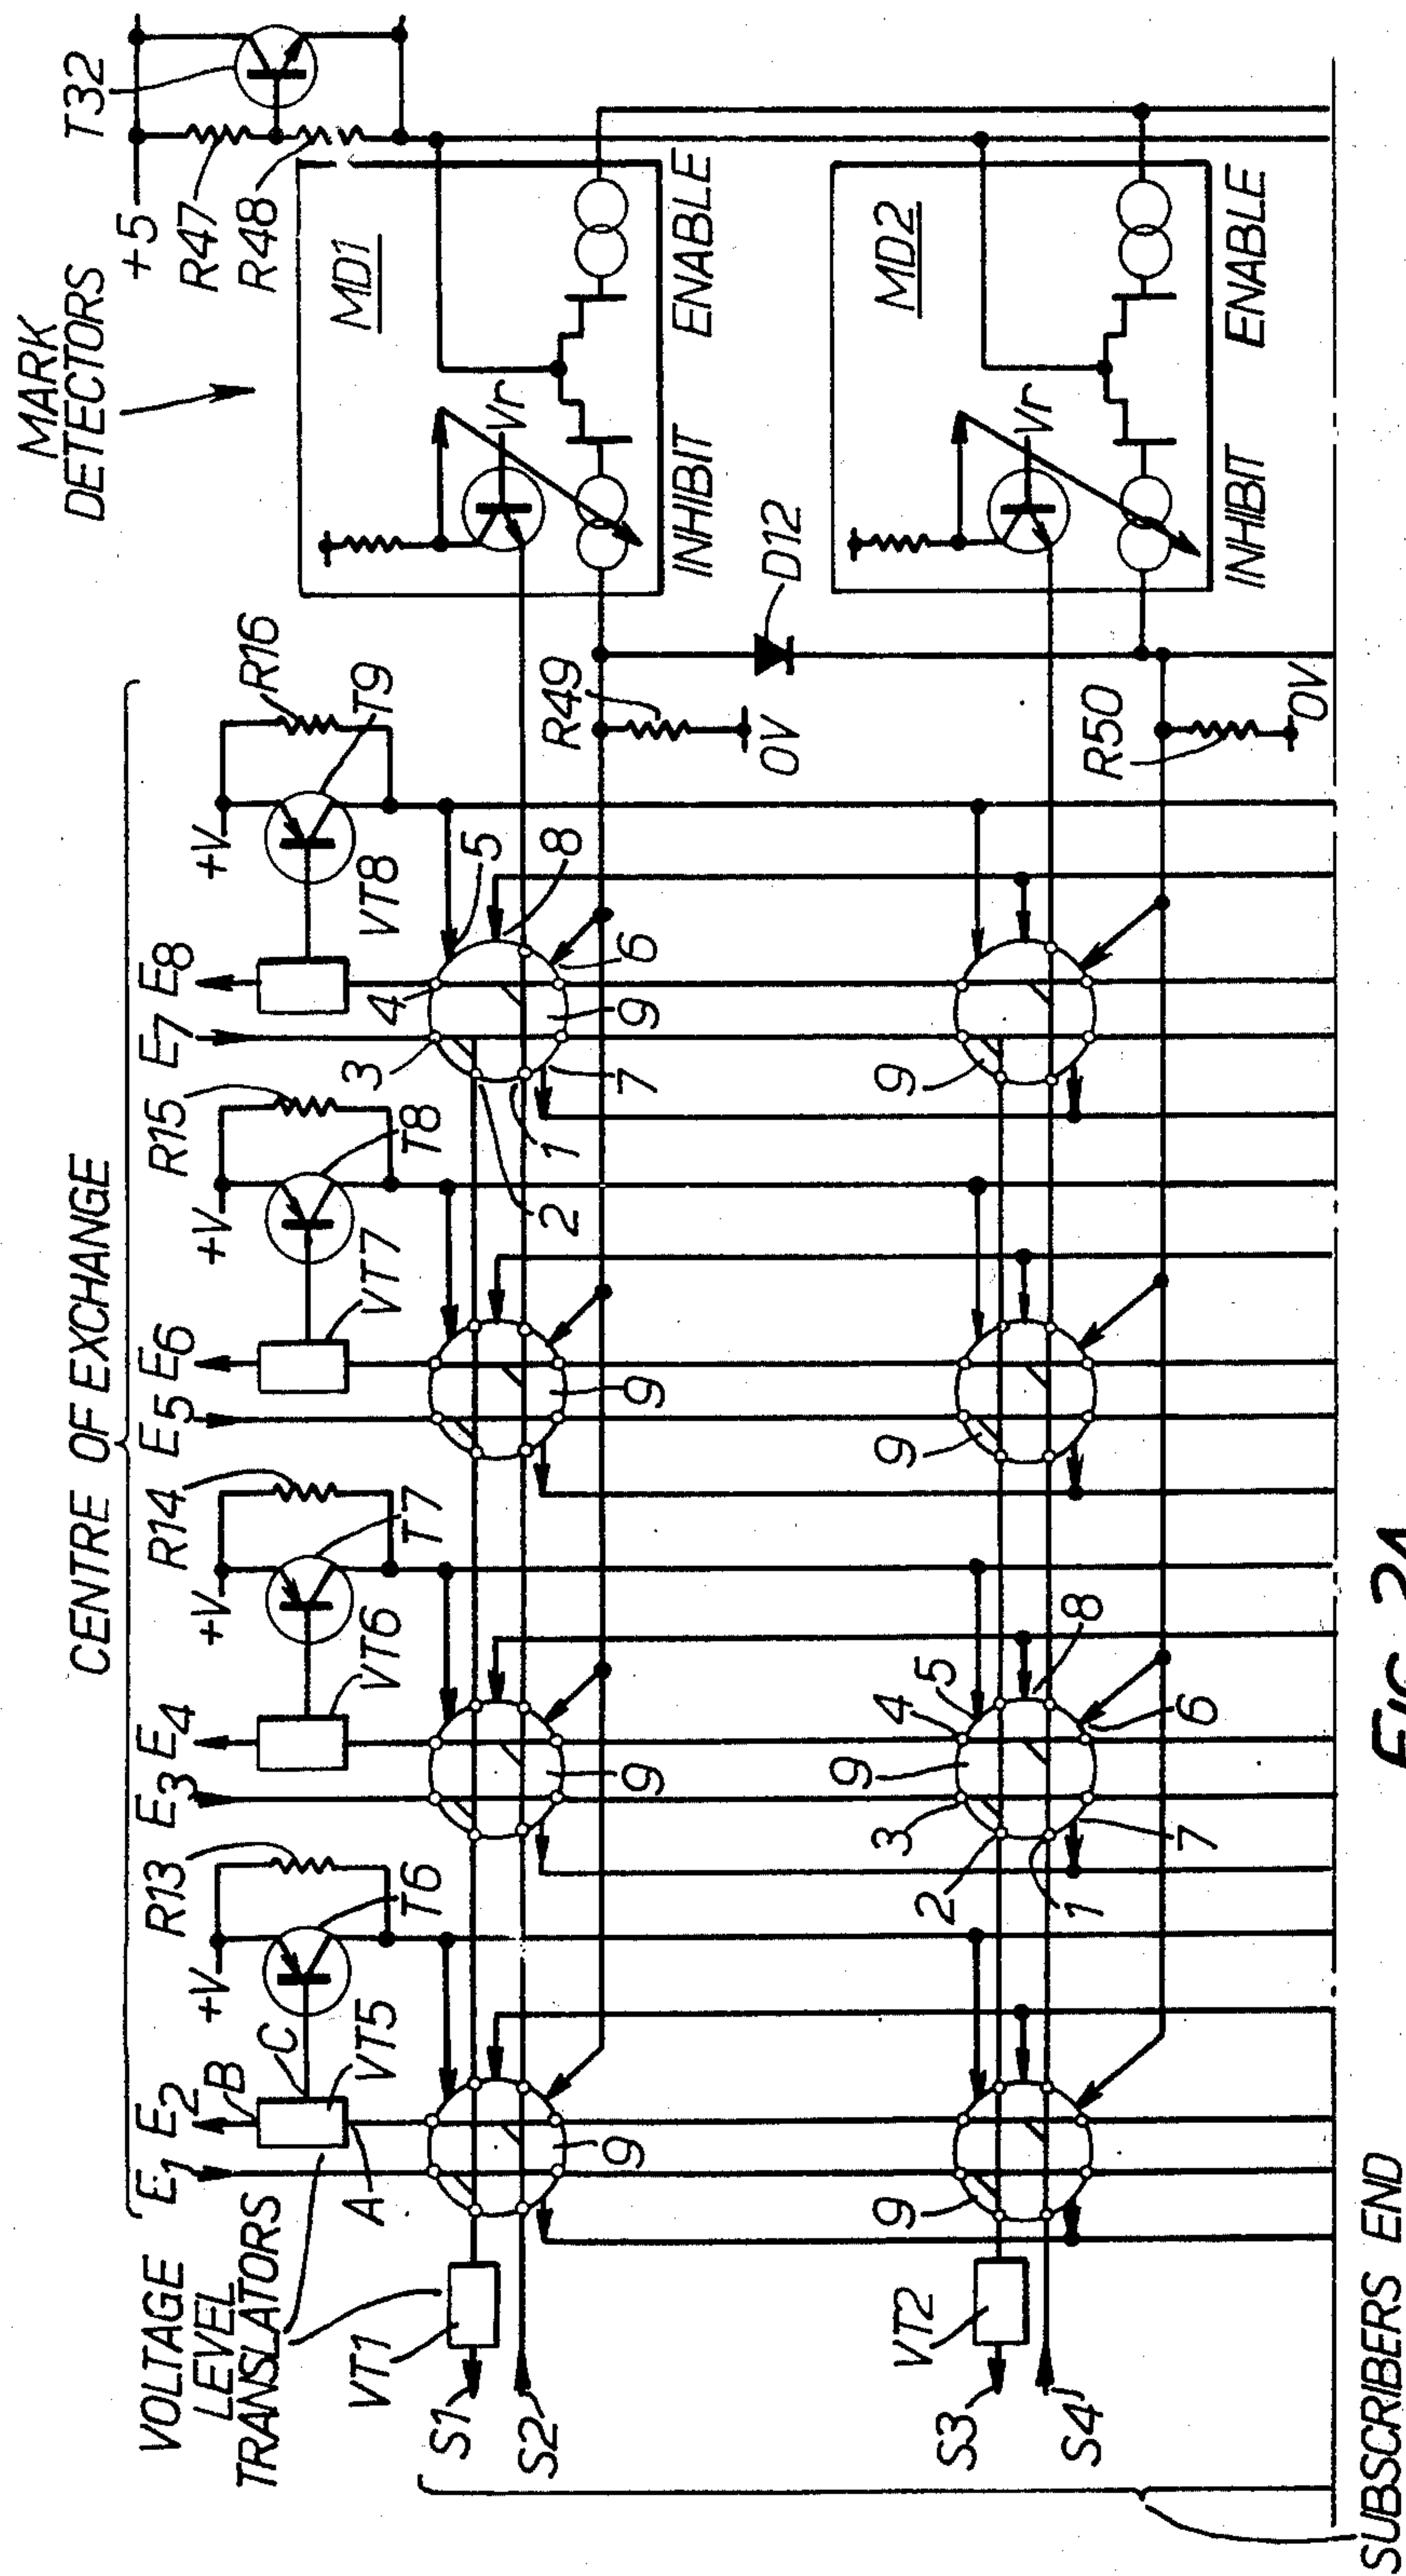 CENTRE OF EXCHANGE
MARK
DETECTORS
VOLTAGE
LEVEL
TRANSLATORS
E1
E2
B
C
A
VT5
+V
R13
T6
E3
E4
VT6
+V
R14
T7
E5
E6
VT7
+V
R15
T8
E7
E8
VT8
+V
R16
T9
+5
R47
R48
T32
MD1
Vr
INHIBIT
ENABLE
VT1
S1
S2
9
9
9
3
4
5
8
6
9
7
1
2
R49
0V
D12
MD2
Vr
INHIBIT
ENABLE
VT2
S3
S4
9
2
3
9
4
5
8
1
7
6
9
9
R50
0V
SUBSCRIBERS END
FIG. 2A